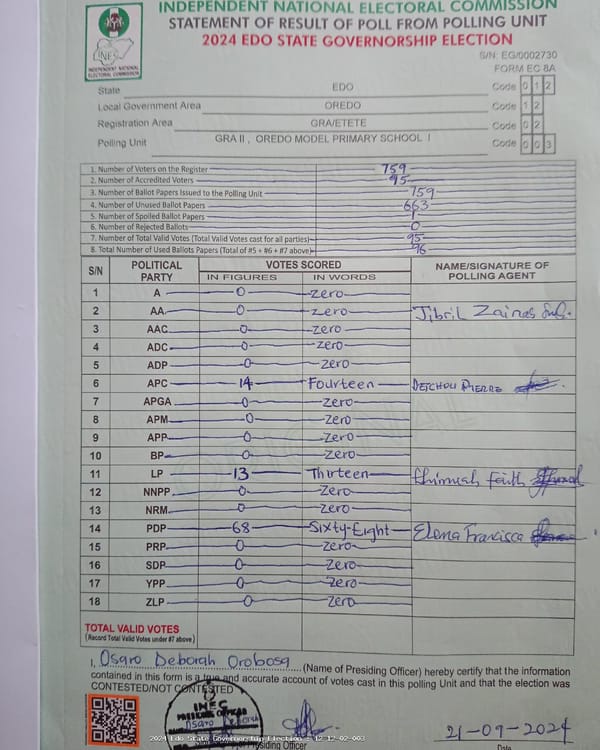 INDEPENDENT NATIONAL ELECTORAL COMMISSION
STATEMENT OF RESULT OF POLL FROM POLLING UNIT
2024 EDO STATE GOVERNORSHIP ELECTION
INEC
INDEPENDENT NATIONAL
ELECTORAL COMMISSION
S/N: EG/0002730
FORM EC 8A
State EDO Code 0 1 2
Local Government Area OREDO Code 1 2
Registration Area GRA/ETETE Code 0 2
Polling Unit GRA II, OREDO MODEL PRIMARY SCHOOL I Code 0 0 3
1. Number of Voters on the Register 759
2. Number of Accredited Voters 95
3. Number of Ballot Papers Issued to the Polling Unit 759
4. Number of Unused Ballot Papers 663
5. Number of Spoiled Ballot Papers 1
6. Number of Rejected Ballots 0
7. Number of Total Valid Votes (Total Valid Votes cast for all parties) 95
8. Total Number of Used Ballots Papers (Total of #5 + #6 + #7 above) 96
S/N POLITICAL PARTY VOTES SCORED NAME/SIGNATURE OF POLLING AGENT
IN FIGURES IN WORDS
1 A 0 Zero
2 AA 0 Zero Jibril
3 AAC 0 Zero
4 ADC 0 Zero
5 ADP 0 Zero
6 APC 14 Fourteen PIERRE
7 APGA 0 Zero
8 APM 0 Zero
9 APP 0 Zero
10 BP 0 Zero
11 LP 13 Thirteen Faith
12 NNPP 0 Zero
13 NRM 0 Zero
14 PDP 68 Sixty-Eight Elema Francisca
15 PRP 0 Zero
16 SDP 0 Zero
17 YPP 0 Zero
18 ZLP 0 Zero
TOTAL VALID VOTES
(Record Total Valid Votes under #7 above)
I, Osaro Deborah Orobosa (Name of Presiding Officer) hereby certify that the information
contained in this form is a true and accurate account of votes cast in this polling Unit and that the election was
CONTESTED/NOT CONTESTED
INEC
PRESIDING OFFICER
21-09-2024
2024 Edo State Governorship Election - 12-12-02-003
Presiding Officer
Date